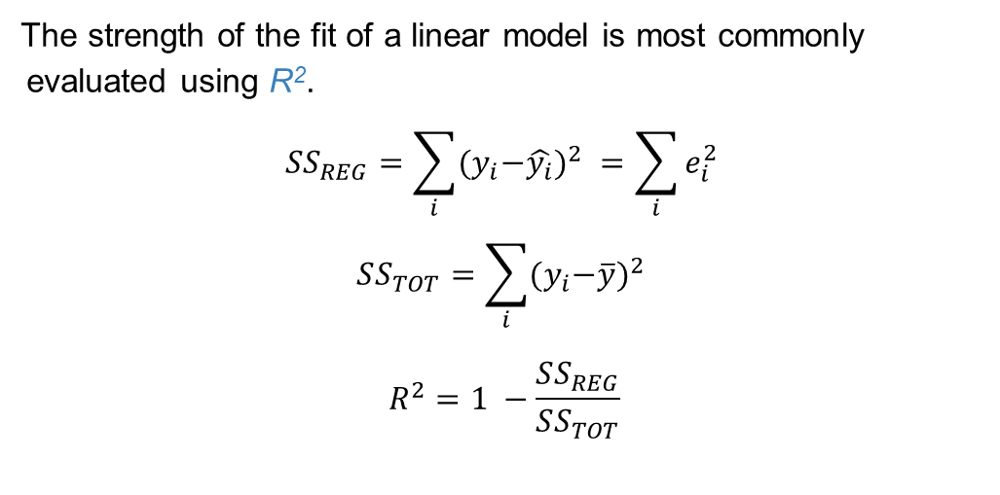 The strength of the fit of a linear model is most commonly
evaluated using R².
SS_REG = ∑_i (y_i−ŷ_i)² = ∑_i e_i²
SS_TOT = ∑_i (y_i−ȳ)²
R² = 1 − SS_REG / SS_TOT